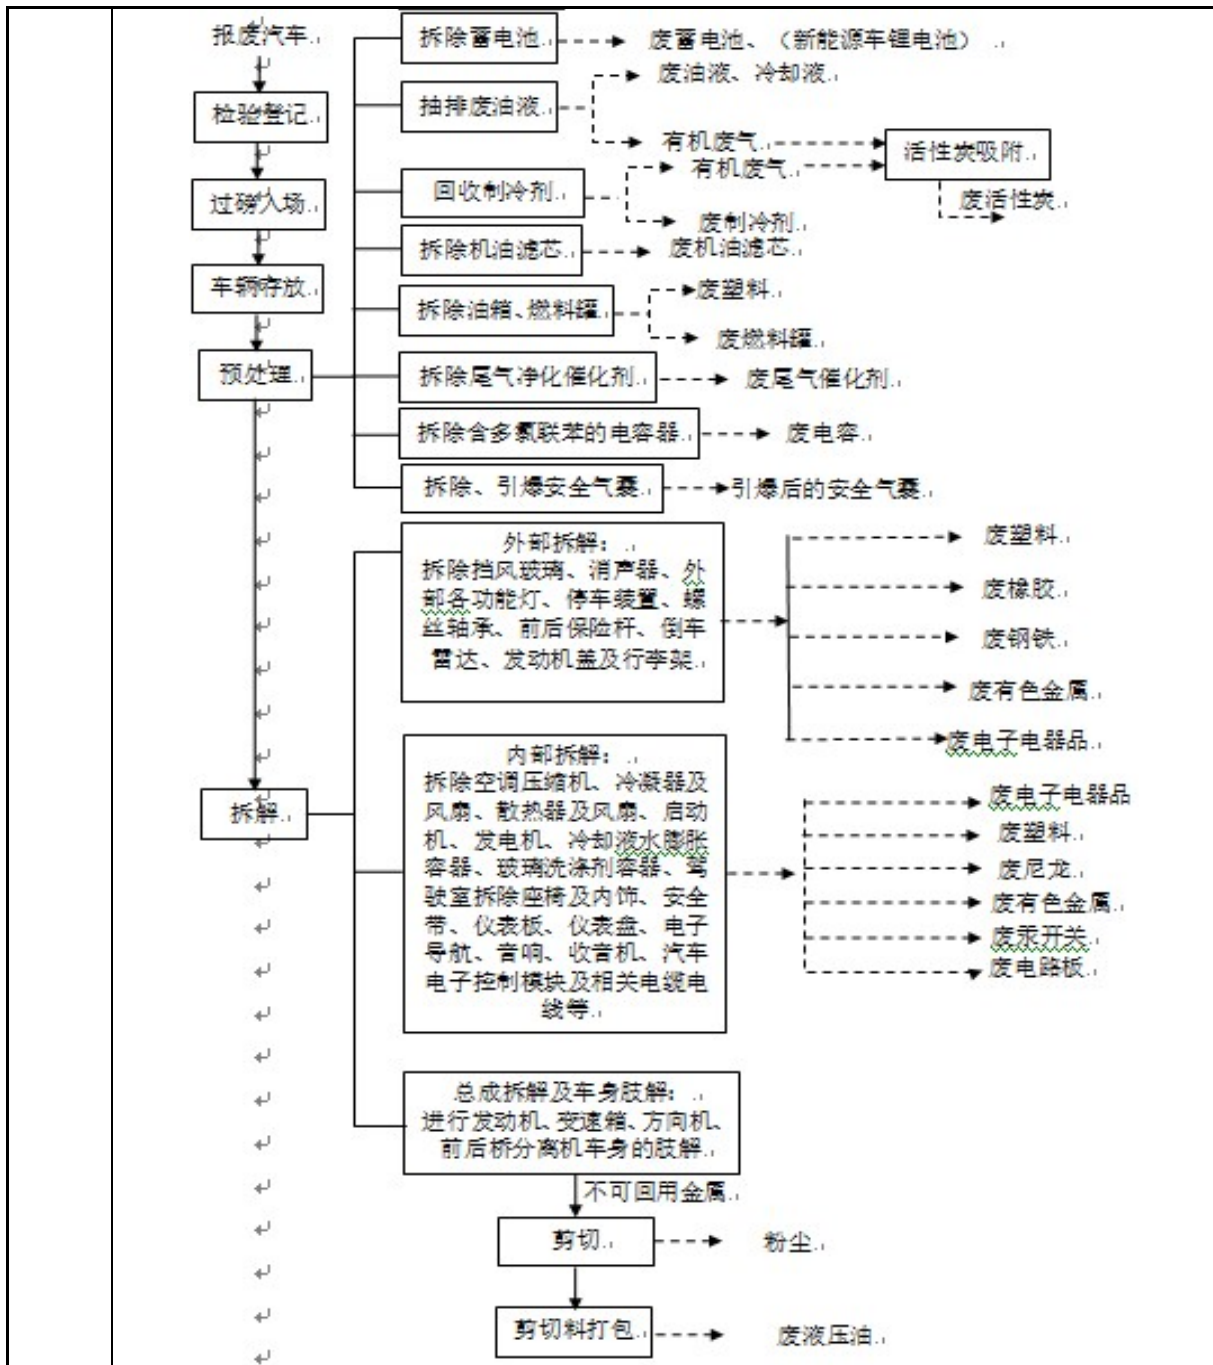 报废汽车
检验登记
过磅入场
车辆存放
预处理
拆解
拆除蓄电池
废蓄电池、（新能源车锂电池）
抽排废油液
废油液、冷却液
有机废气
回收制冷剂
有机废气
废制冷剂
活性炭吸附
废活性炭
拆除机油滤芯
废机油滤芯
拆除油箱、燃料罐
废塑料
废燃料罐
拆除尾气净化催化剂
废尾气催化剂
拆除含多氯联苯的电容器
废电容
拆除、引爆安全气囊
引爆后的安全气囊
外部拆解：
拆除挡风玻璃、消声器、外
部各功能灯、停车装置、螺
丝轴承、前后保险杆、倒车
雷达、发动机盖及行李架
废塑料
废橡胶
废钢铁
废有色金属
废电子电器品
内部拆解：
拆除空调压缩机、冷凝器及
风扇、散热器及风扇、启动
机、发电机、冷却液水膨胀
容器、玻璃洗涤剂容器、驾
驶室拆除座椅及内饰、安全
带、仪表板、仪表盘、电子
导航、音响、收音机、汽车
电子控制模块及相关电缆电
线等
废电子电器品
废塑料
废尼龙
废有色金属
废汞开关
废电路板
总成拆解及车身肢解：
进行发动机、变速箱、方向机、
前后桥分离机车身的肢解
不可回用金属
剪切
粉尘
剪切料打包
废液压油